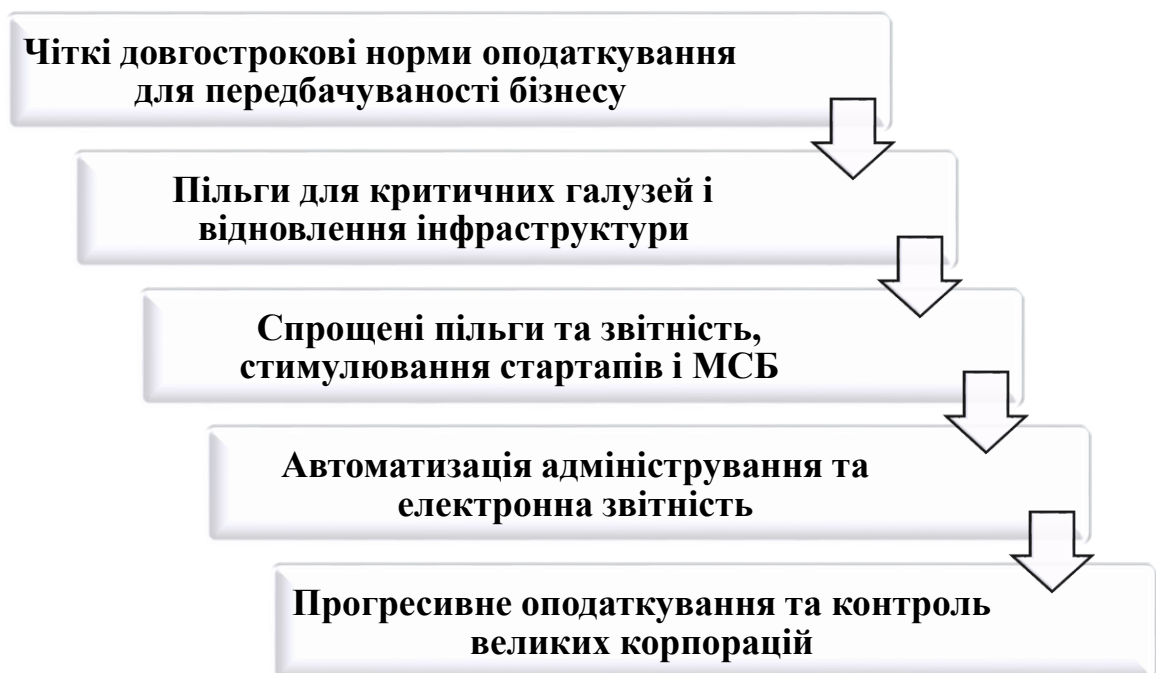 Чіткі довгострокові норми оподаткування
для передбачуваності бізнесу
Пільги для критичних галузей і
відновлення інфраструктури
Спрощені пільги та звітність,
стимулювання стартапів і МСБ
Автоматизація адміністрування та
електронна звітність
Прогресивне оподаткування та контроль
великих корпорацій